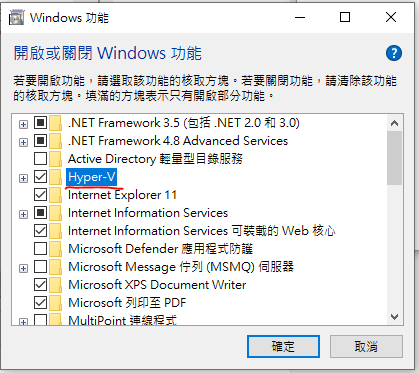 Windows 功能
開啟或關閉 Windows 功能
?
若要開啟功能，請選取該功能的核取方塊。若要關閉功能，請清除該功能
的核取方塊。填滿的方塊表示只有開啟部分功能。
.NET Framework 3.5 (包括 .NET 2.0 和 3.0)
.NET Framework 4.8 Advanced Services
Active Directory 輕量型目錄服務
Hyper-V
Internet Explorer 11
Internet Information Services
Internet Information Services 可裝載的 Web 核心
Microsoft Defender 應用程式防護
Microsoft Message 佇列 (MSMQ) 伺服器
Microsoft XPS Document Writer
Microsoft 列印至 PDF
MultiPoint 連線程式
確定
取消